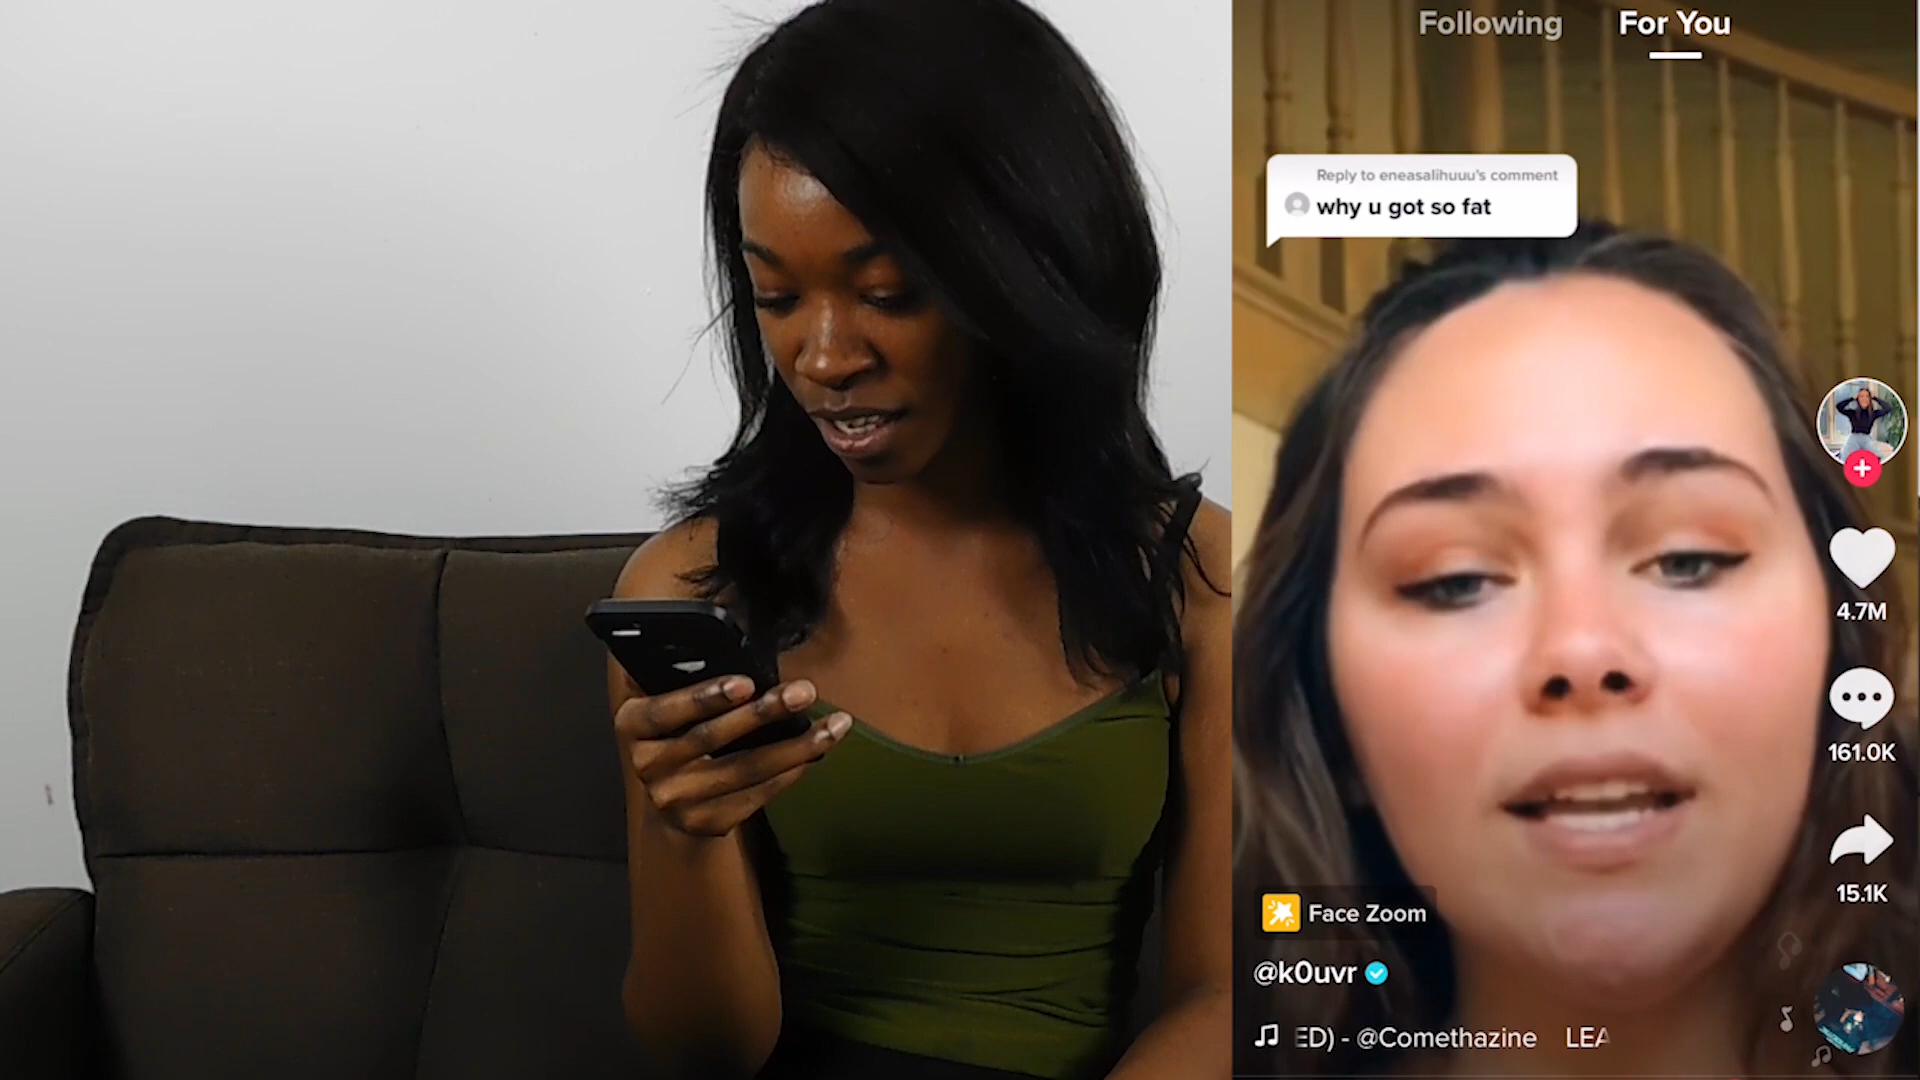 Following For You
Reply to eneasalihuuu's comment
why u got so fat
4.7M
161.0K
15.1K
Face Zoom
@k0uvr
ED) - @Comethazine LEA